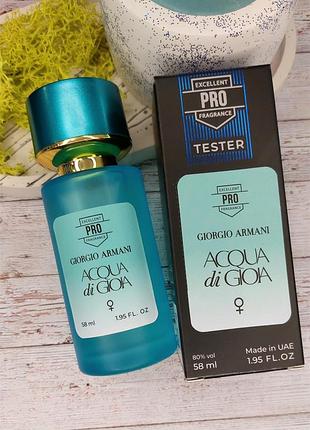 EXCELLENT
PRO
FRAGRANCE
GIORGIO ARMANI
ACQUA
di GIOIA
58 ml
1.95 FL. OZ
EXCELLENT
PRO
FRAGRANCE
TESTER
EXCELLENT
PRO
FRAGRANCE
GIORGIO ARMANI
ACQUA
di GIOIA
80% vol
58 ml
Made in UAE
1.95 FL.OZ